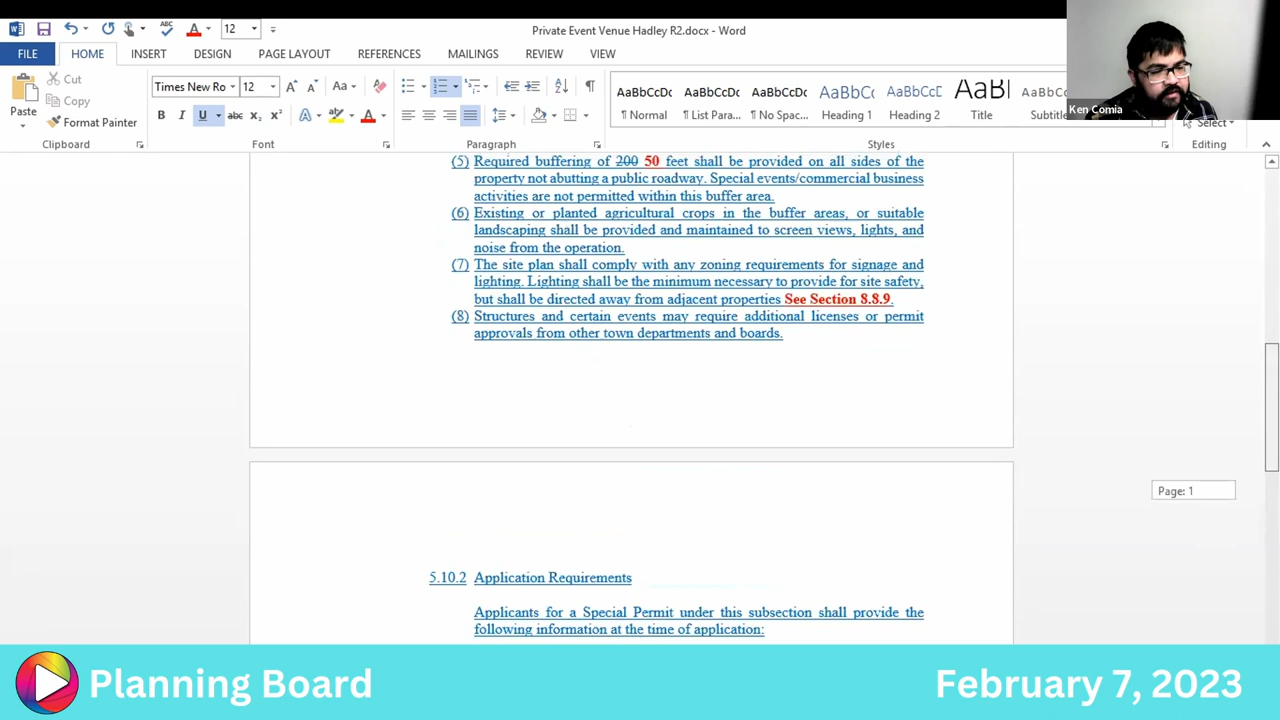 12
Private Event Venue Hadley R2.docx - Word
FILE HOME INSERT DESIGN PAGE LAYOUT REFERENCES MAILINGS REVIEW VIEW
Ken Comia
Paste
Cut
Copy
Format Painter
Times New Ro 12
AaBbCcDc AaBbCcDc AaBbCcDc AaBbC AaBbCcD AaB
¶ Normal ¶ List Para... ¶ No Spac... Heading 1 Heading 2 Title Subtitle
Select
Clipboard Font Paragraph Styles Editing
(5) Required buffering of 200 50 feet shall be provided on all sides of the
property not abutting a public roadway. Special events/commercial business
activities are not permitted within this buffer area.
(6) Existing or planted agricultural crops in the buffer areas, or suitable
landscaping shall be provided and maintained to screen views, lights, and
noise from the operation.
(7) The site plan shall comply with any zoning requirements for signage and
lighting. Lighting shall be the minimum necessary to provide for site safety,
but shall be directed away from adjacent properties See Section 8.8.9.
(8) Structures and certain events may require additional licenses or permit
approvals from other town departments and boards.
Page: 1
5.10.2 Application Requirements
Applicants for a Special Permit under this subsection shall provide the
following information at the time of application:
Planning Board
February 7, 2023